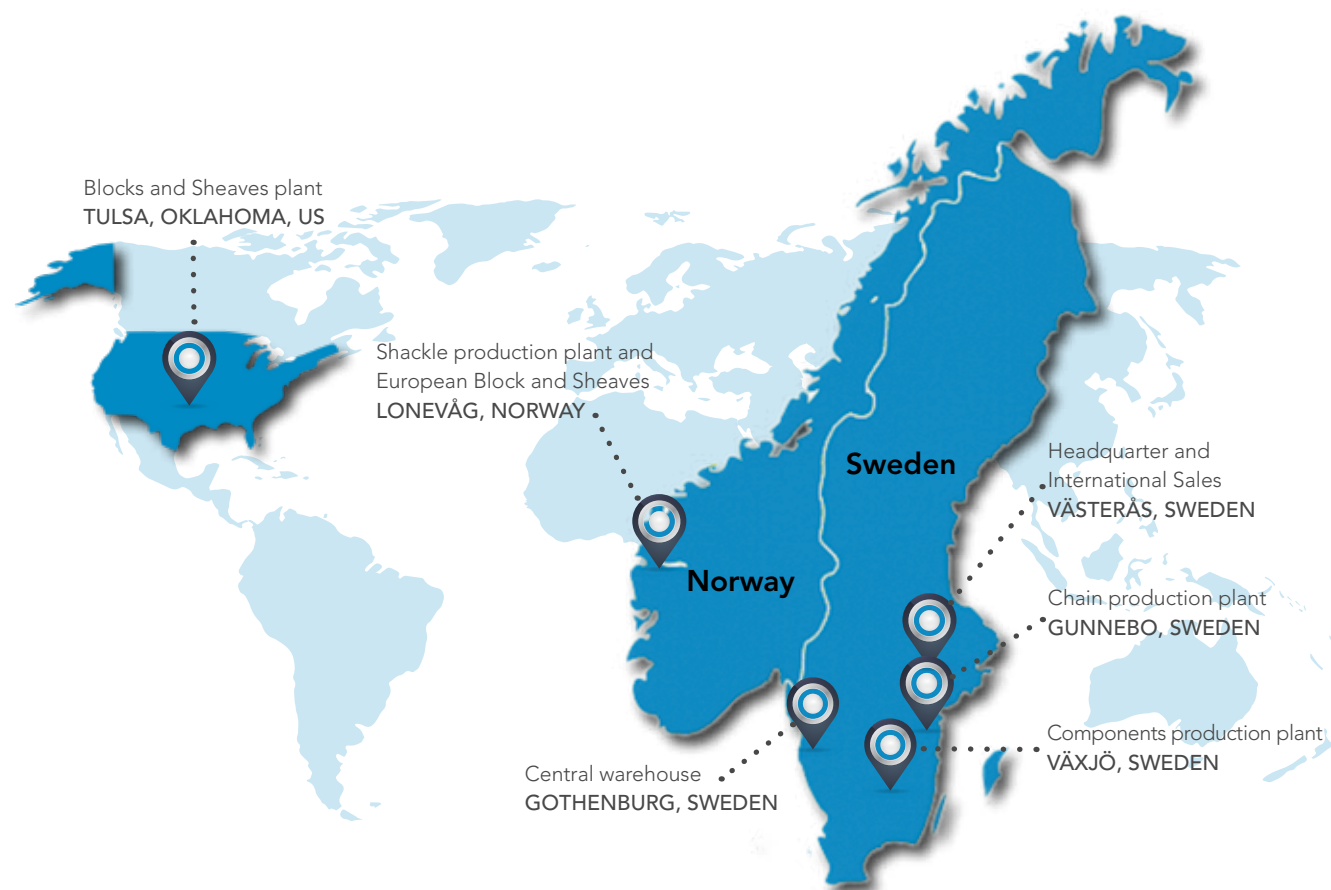 Blocks and Sheaves plant
TULSA, OKLAHOMA, US
Shackle production plant and
European Block and Sheaves
LONEVÅG, NORWAY
Sweden
Headquarter and
International Sales
VÄSTERÅS, SWEDEN
Norway
Chain production plant
GUNNEBO, SWEDEN
Components production plant
VÄXJÖ, SWEDEN
Central warehouse
GOTHENBURG, SWEDEN